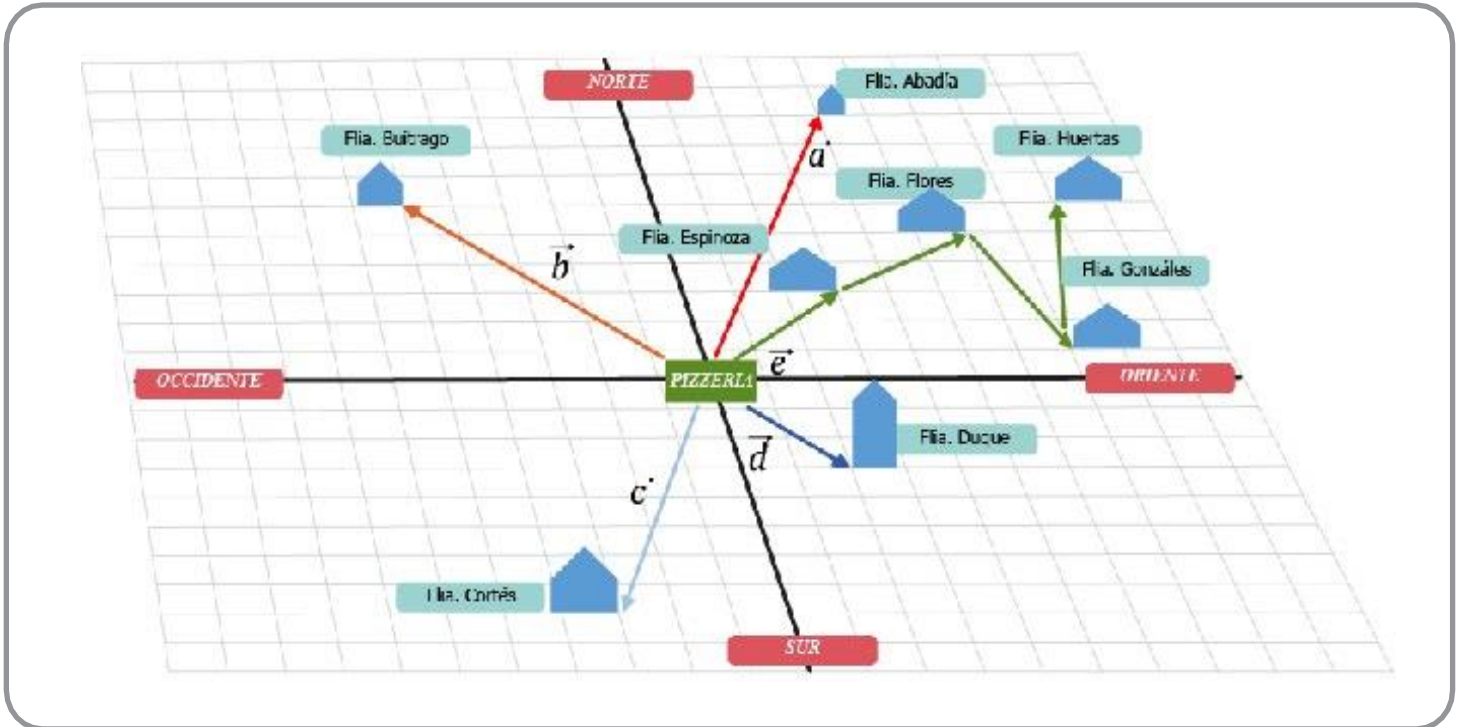 NORTE
Flia. Abadía
Flia. Buitrago
Flia. Huertas
a
Flia. Flores
Flia. Espinoza
b
Flia. Gonzáles
e
OCCIDENTE
PIZZERIA
ORIENTE
Flia. Duque
d
c
Flia. Cortés
SUR